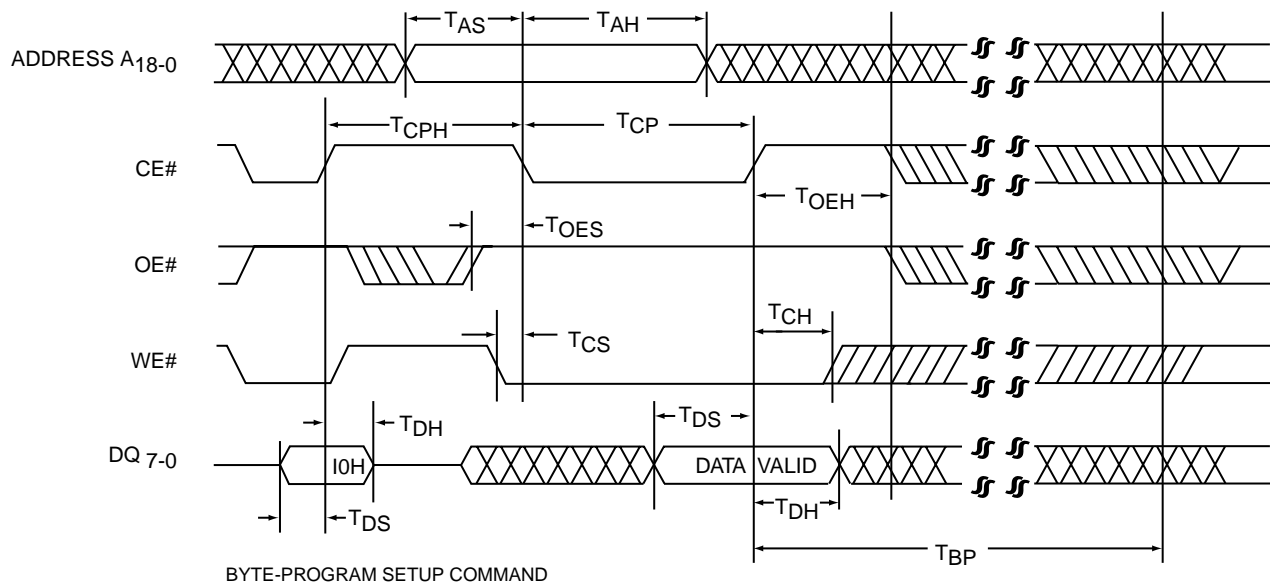 TAS TAH
ADDRESS A18-0
TCPH TCP
CE#
TOEH
TOES
OE#
TCH
TCS
WE#
TDS
TDH
DQ 7-0
I0H DATA VALID
TDH
TDS
TBP
BYTE-PROGRAM SETUP COMMAND